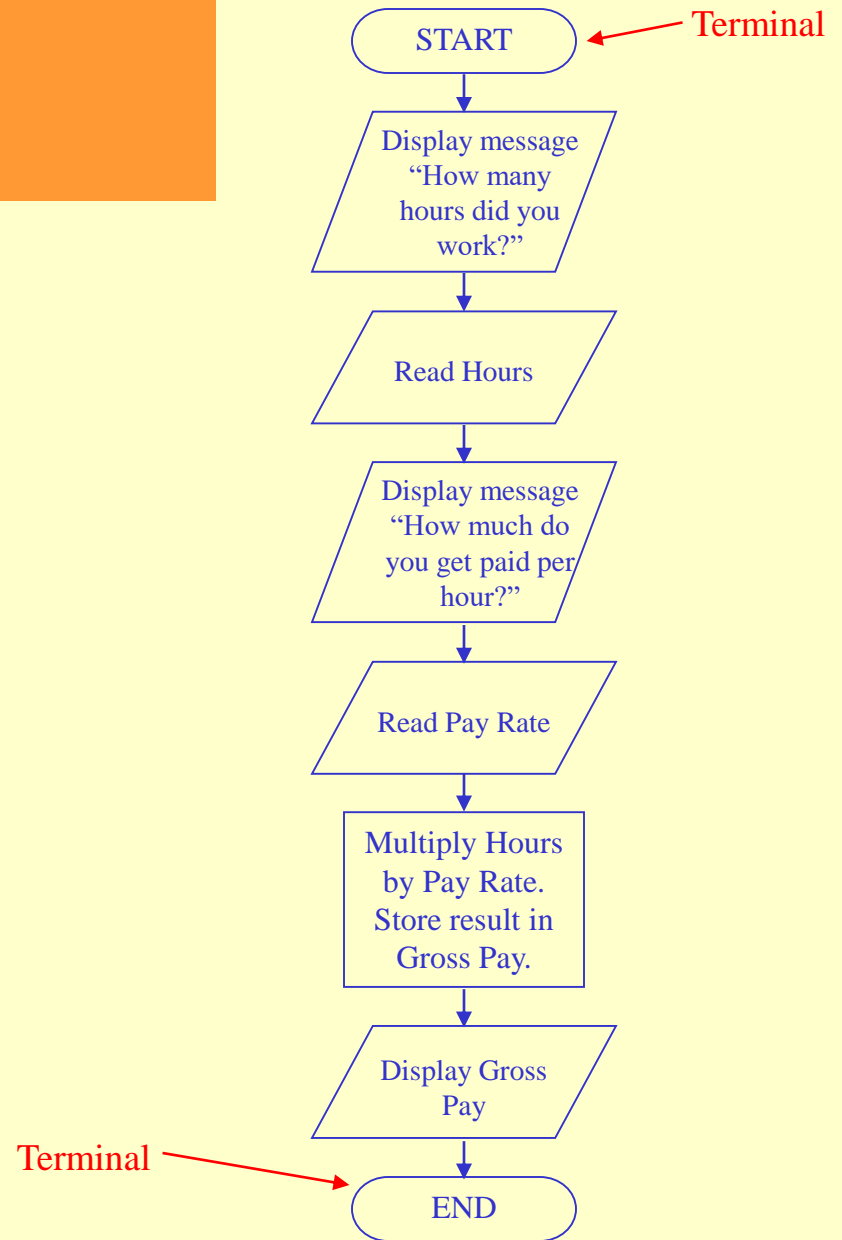 START
Terminal
Display message
“How many
hours did you
work?”
Read Hours
Display message
“How much do
you get paid per
hour?”
Read Pay Rate
Multiply Hours
by Pay Rate.
Store result in
Gross Pay.
Display Gross
Pay
Terminal
END